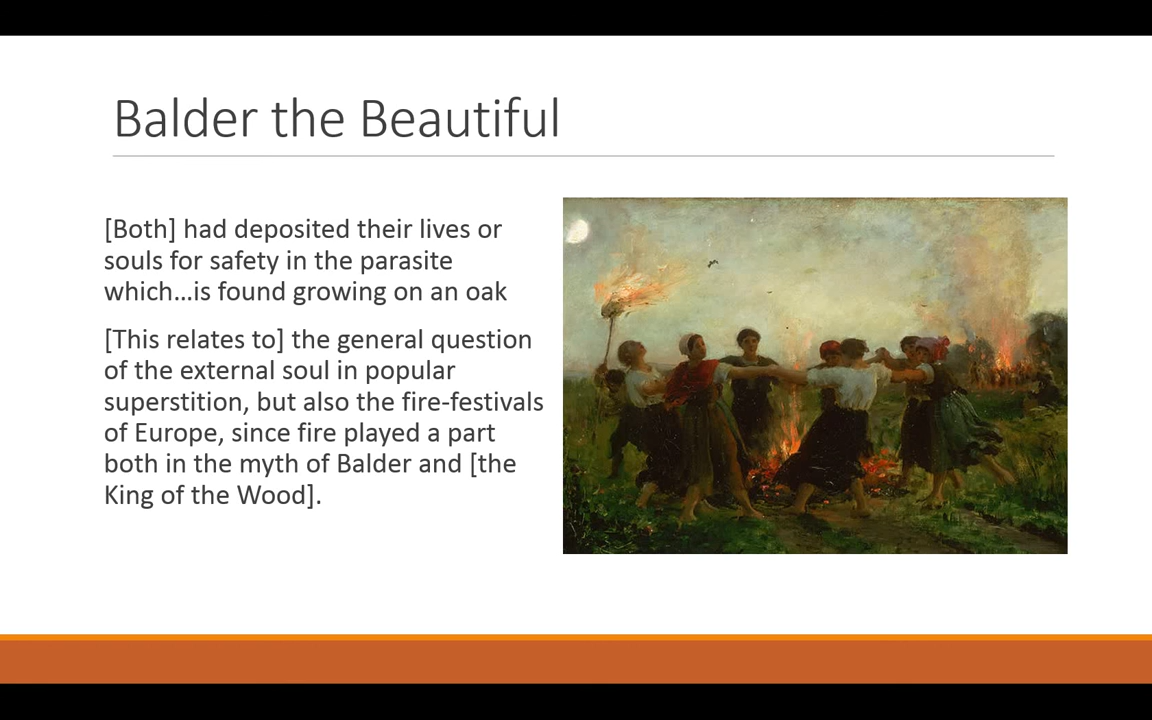 Balder the Beautiful
[Both] had deposited their lives or
souls for safety in the parasite
which...is found growing on an oak
[This relates to] the general question
of the external soul in popular
superstition, but also the fire-festivals
of Europe, since fire played a part
both in the myth of Balder and [the
King of the Wood].